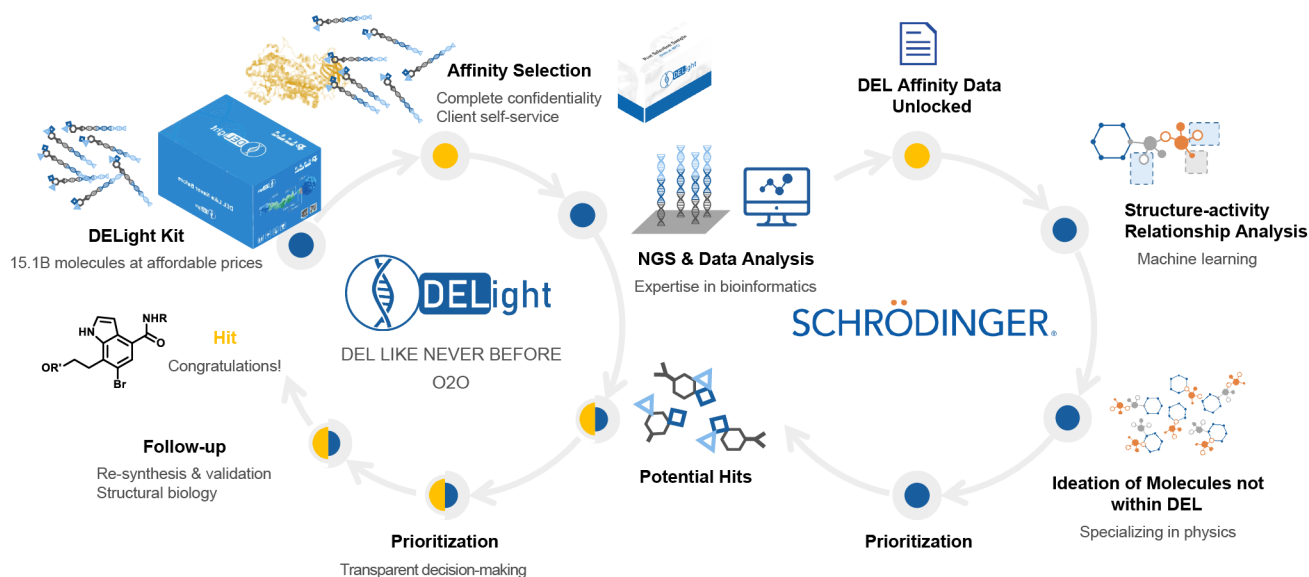 Affinity Selection
Complete confidentiality
Client self-service
DELight
DEL Affinity Data
Unlocked
DELight
DELight Kit
15.1B molecules at affordable prices
NGS & Data Analysis
Expertise in bioinformatics
Structure-activity
Relationship Analysis
Machine learning
DELight
DEL LIKE NEVER BEFORE
O2O
SCHRÖDINGER®
HN
NHR
O
OR'
Br
Hit
Congratulations!
Follow-up
Re-synthesis & validation
Structural biology
Potential Hits
Prioritization
Transparent decision-making
Prioritization
Ideation of Molecules not
within DEL
Specializing in physics